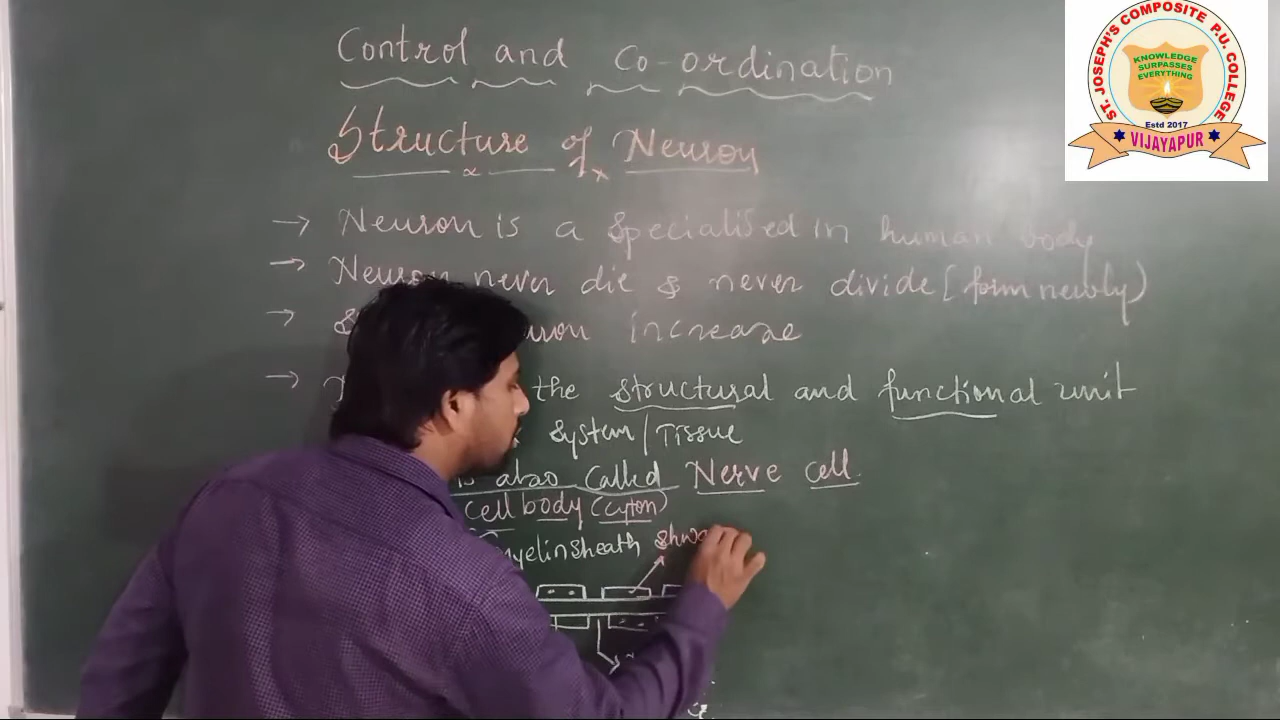 Control and Co-ordination
Structure of Neuron
→ Neuron is a specialised in human body
→ Neuron never die & never divide [form newly)
→ increase
→ the structural and functional unit
system/Tissue
is also called Nerve cell
cell body (cyton)
myelinsheath shwa
ST. JOSEPH'S COMPOSITE P.U. COLLEGE
KNOWLEDGE
SURPASSES
EVERYTHING
Estd 2017
VIJAYAPUR